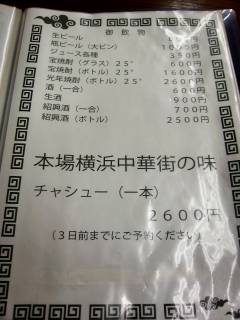 御飲物
生ビール
瓶ビール（大ビン）
ジュース各種 350円
宝焼酎（グラス）25° 600円
宝焼酎（ボトル）25° 1600円
光年焼酎（ボトル）25° 2600円
酒（一合） 600円
生酒 900円
紹興酒（一合） 700円
紹興酒（ボトル） 2500円
本場横浜中華街の味
チャシュー（一本）
2600円
（3日前までにご予約ください）